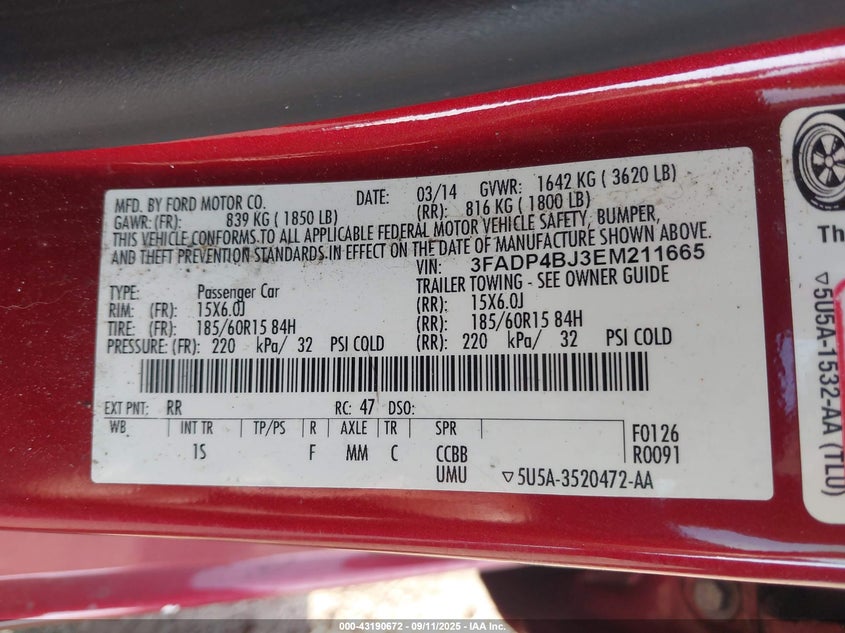 MFD. BY FORD MOTOR CO. DATE: 03/14 GVWR: 1642 KG ( 3620 LB)
GAWR: (FR): 839 KG ( 1850 LB) (RR): 816 KG ( 1800 LB)
THIS VEHICLE CONFORMS TO ALL APPLICABLE FEDERAL MOTOR VEHICLE SAFETY, BUMPER,
AND THEFT PREVENTION STANDARDS IN EFFECT ON THE DATE OF MANUFACTURE SHOWN ABOVE.
VIN: 3FADP4BJ3EM211665
TYPE: Passenger Car TRAILER TOWING - SEE OWNER GUIDE
RIM: (FR): 15X6.0J (RR): 15X6.0J
TIRE: (FR): 185/60R15 84H (RR): 185/60R15 84H
PRESSURE: (FR): 220 kPa/ 32 PSI COLD (RR): 220 kPa/ 32 PSI COLD
EXT PNT: RR RC: 47 DSO:
WB INT TR TP/PS R AXLE TR SPR
1S F MM C CCBB
UMU
F0126
R0091
▽5U5A-3520472-AA
Th
▽5U5A-1532-AA (TLU)
000-43190672 - 09/11/2025 - IAA Inc.